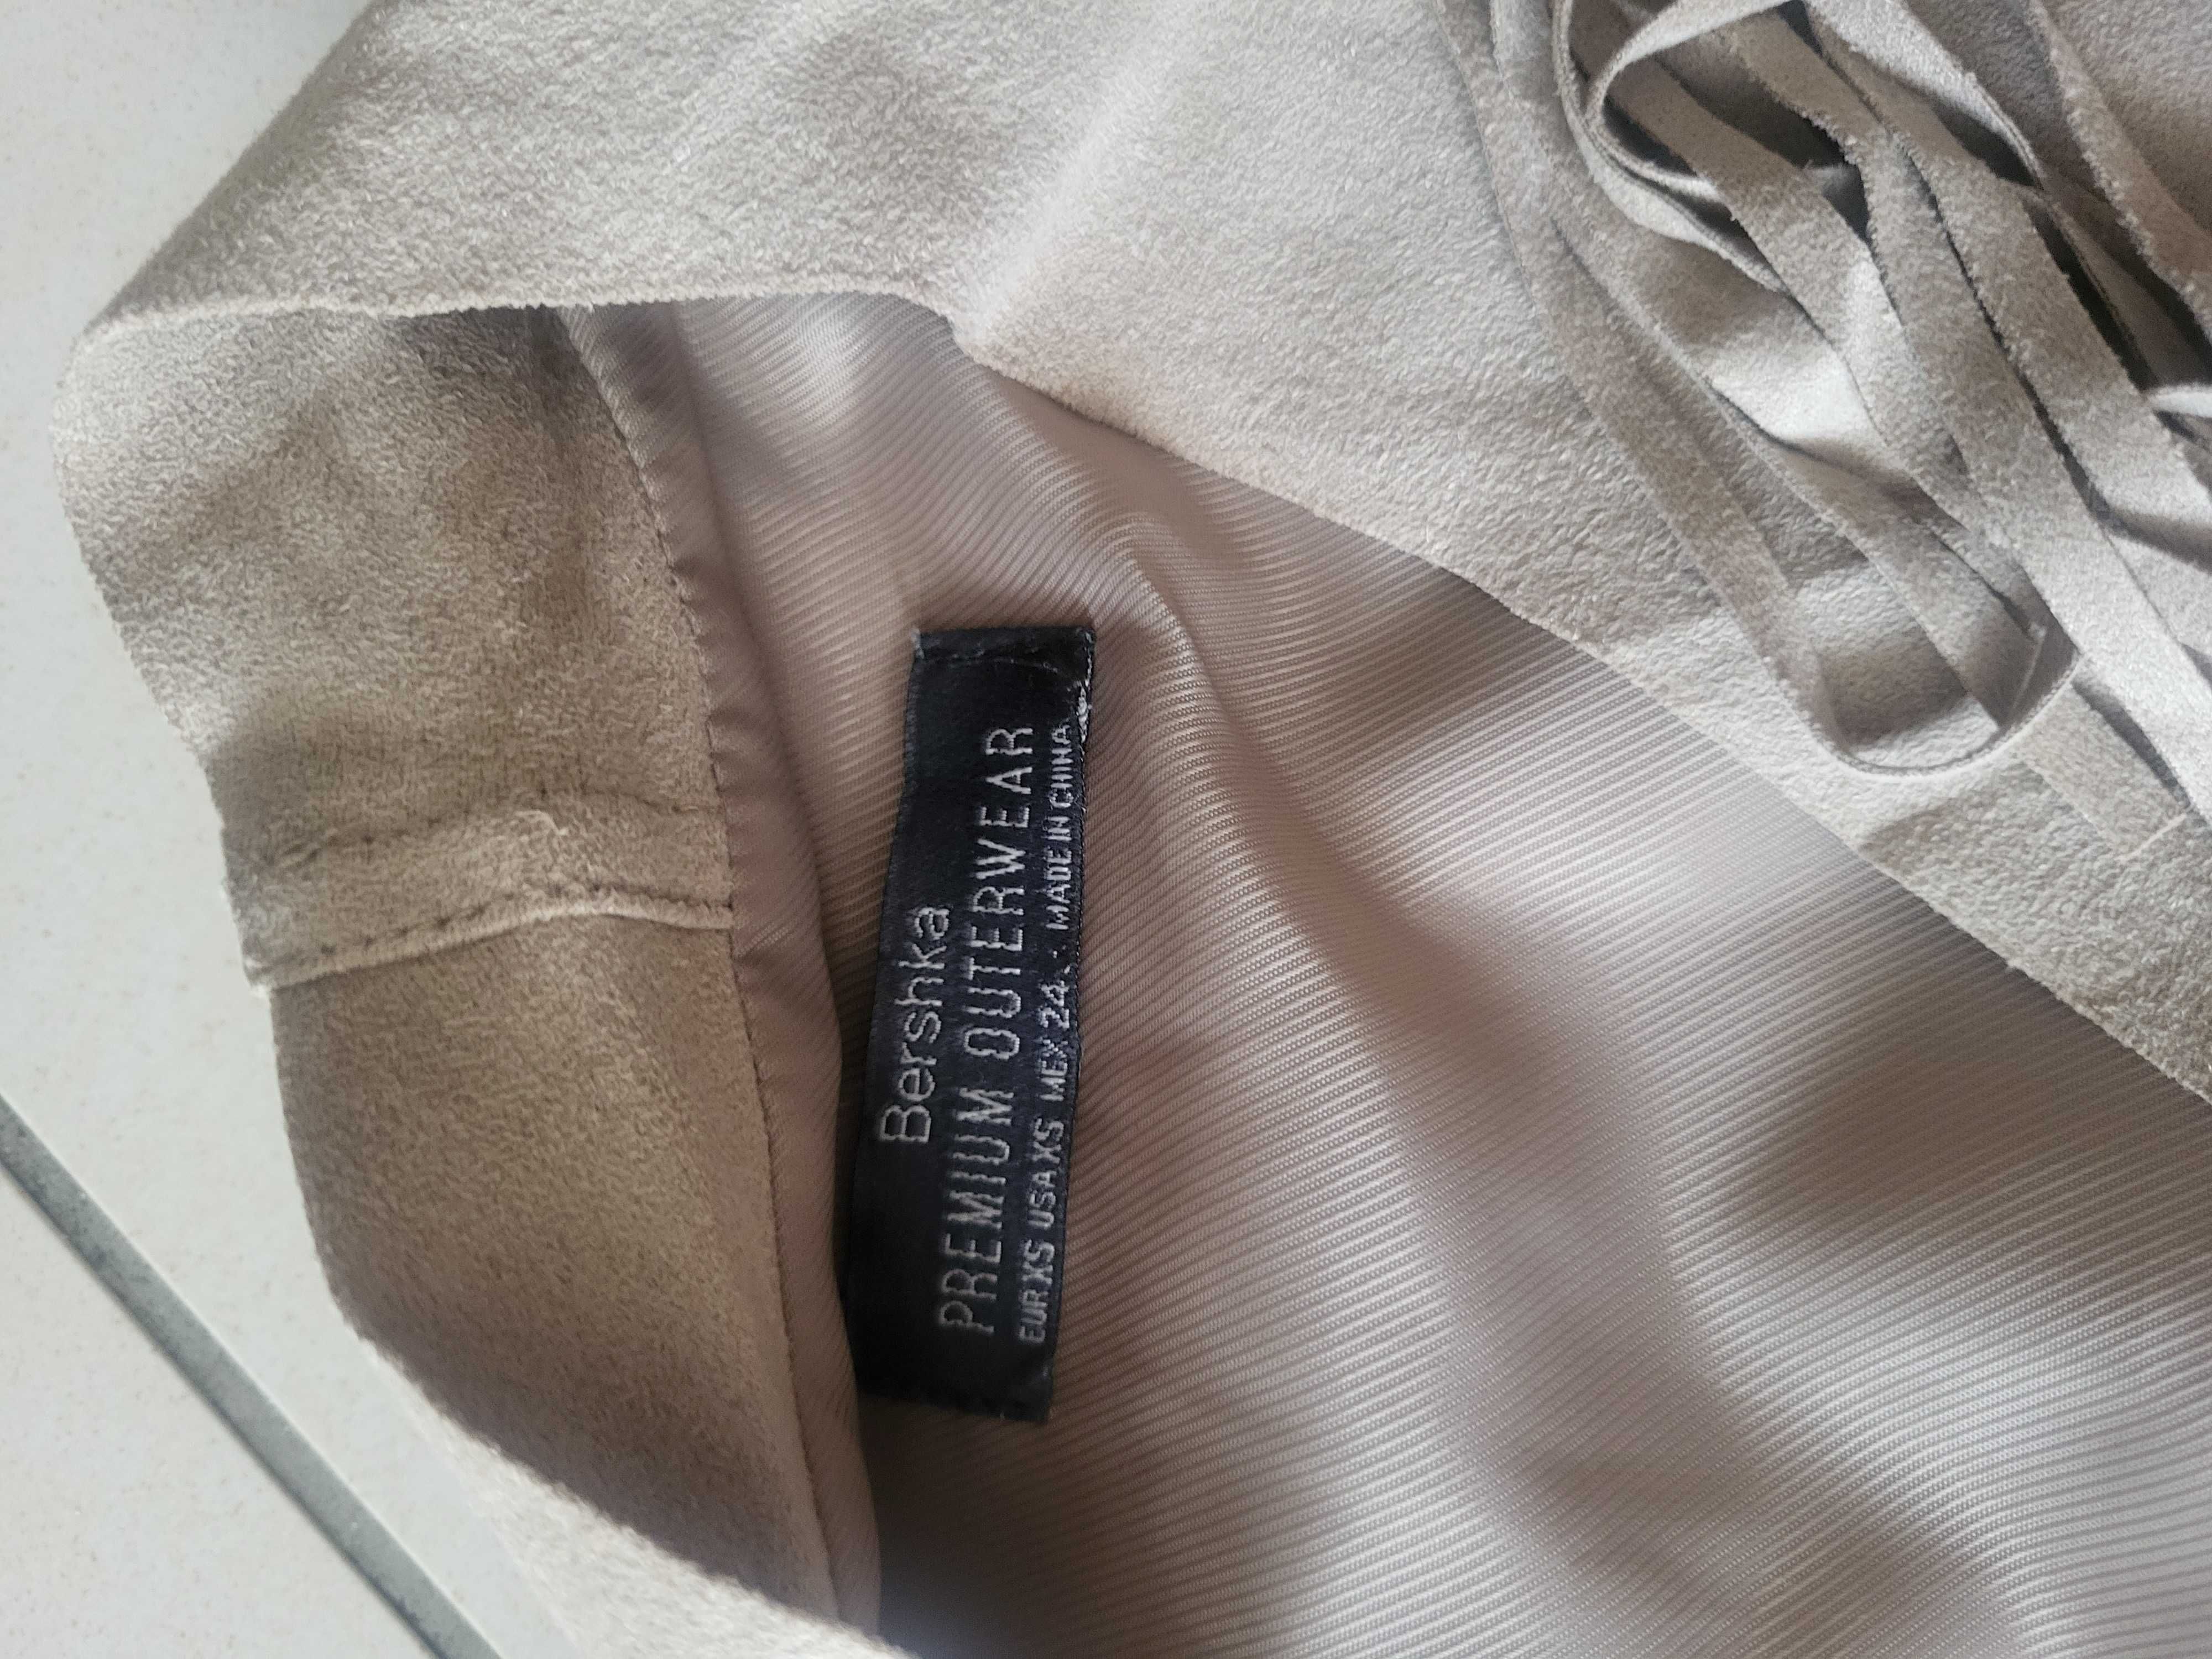 Bershka
PREMIUM OUTERWEAR
EUR XS USA XS MEX 24 - MADE IN CHINA